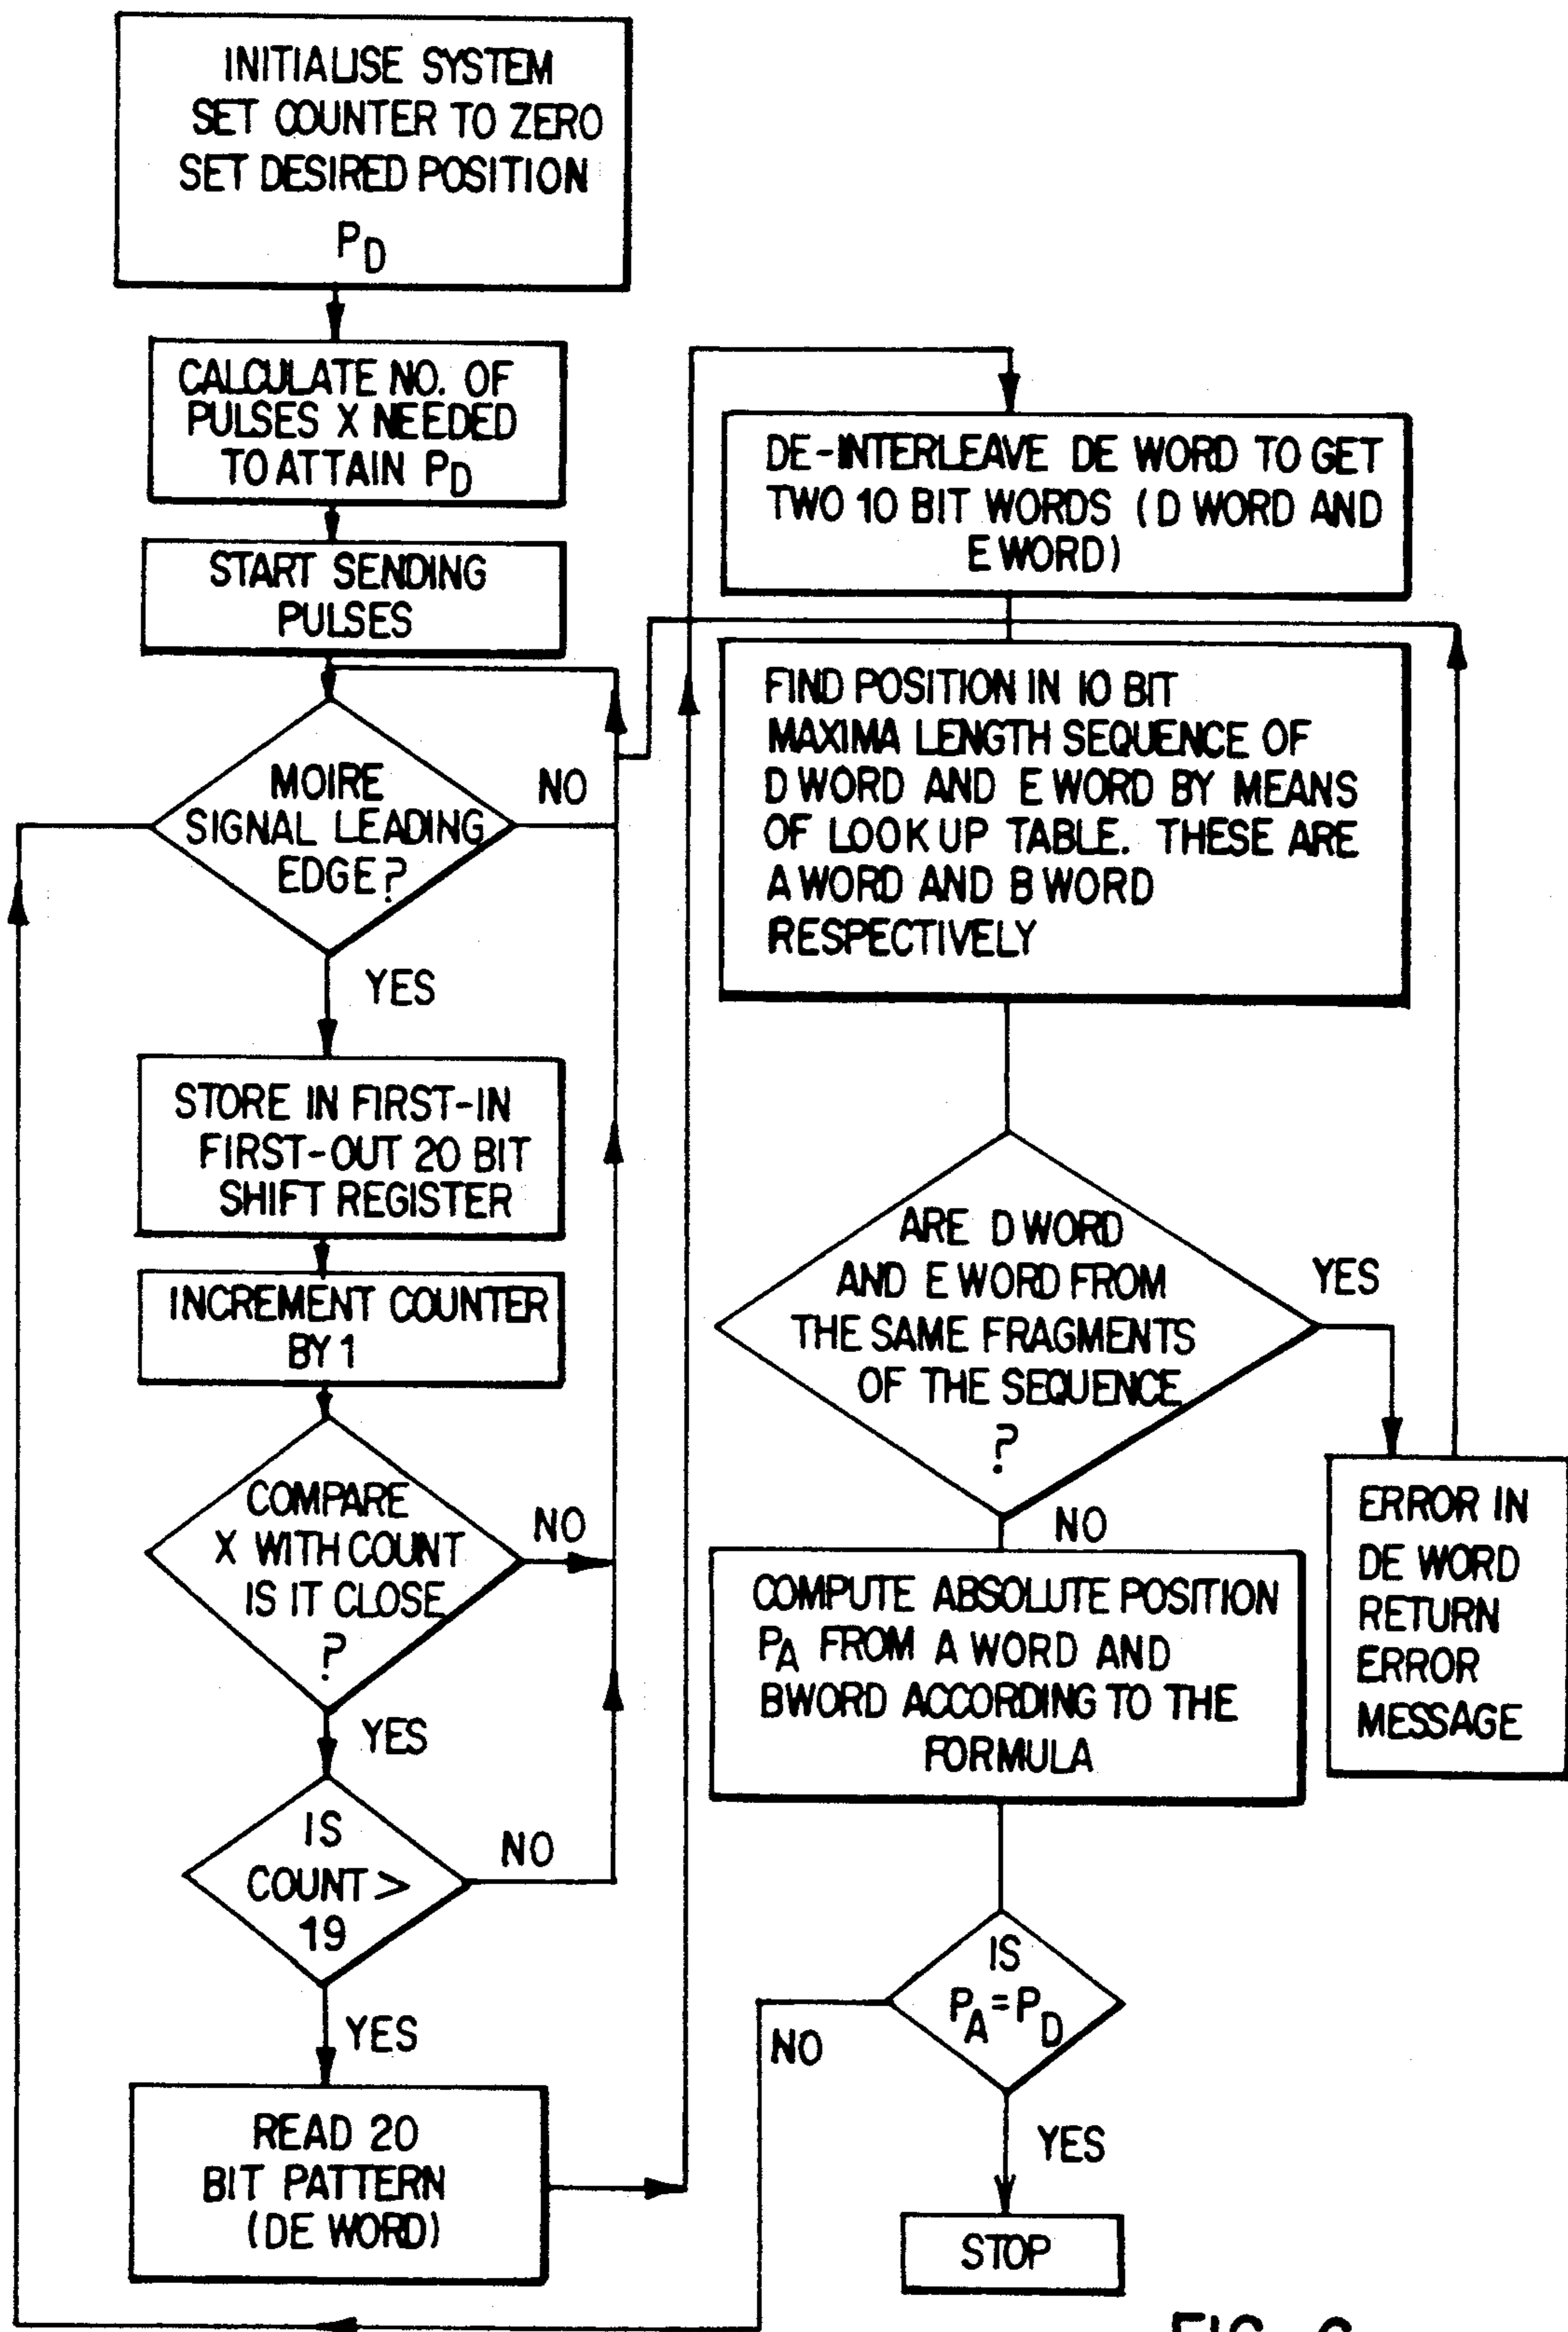 INITIALISE SYSTEM
SET COUNTER TO ZERO
SET DESIRED POSITION
PD
CALCULATE NO. OF
PULSES X NEEDED
TO ATTAIN PD
START SENDING
PULSES
MOIRE
SIGNAL LEADING
EDGE?
NO
YES
STORE IN FIRST-IN
FIRST-OUT 20 BIT
SHIFT REGISTER
INCREMENT COUNTER
BY 1
COMPARE
X WITH COUNT
IS IT CLOSE
?
NO
YES
IS
COUNT >
19
NO
YES
READ 20
BIT PATTERN
(DE WORD)
DE-INTERLEAVE DE WORD TO GET
TWO 10 BIT WORDS (D WORD AND
E WORD)
FIND POSITION IN 10 BIT
MAXIMA LENGTH SEQUENCE OF
D WORD AND E WORD BY MEANS
OF LOOK UP TABLE. THESE ARE
A WORD AND B WORD
RESPECTIVELY
ARE D WORD
AND E WORD FROM
THE SAME FRAGMENTS
OF THE SEQUENCE
?
YES
NO
ERROR IN
DE WORD
RETURN
ERROR
MESSAGE
COMPUTE ABSOLUTE POSITION
PA FROM A WORD AND
BWORD ACCORDING TO THE
FORMULA
IS
PA=PD
NO
YES
STOP